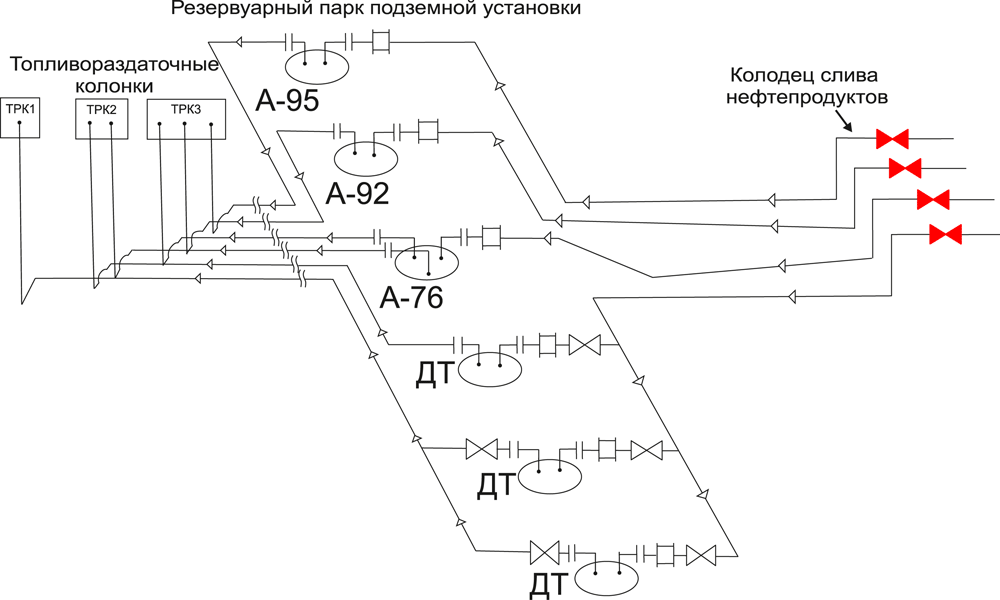 Резервуарный парк подземной установки
Топливораздаточные
колонки
ТРК1
ТРК2
ТРК3
А-95
А-92
А-76
ДТ
ДТ
ДТ
Колодец слива
нефтепродуктов